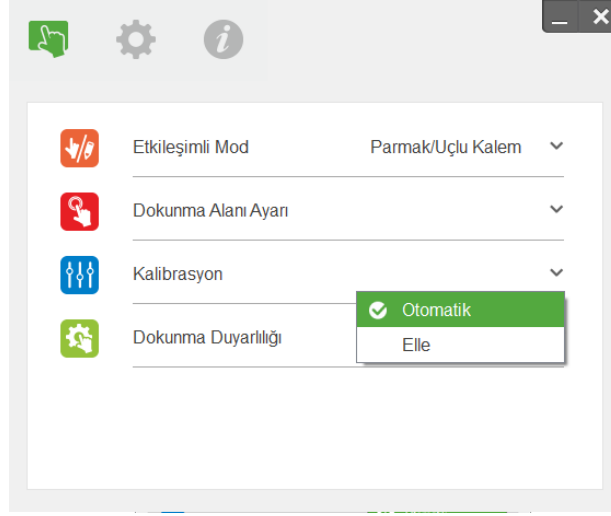 Etkileşimli Mod Parmak/Uçlu Kalem
Dokunma Alanı Ayarı
Kalibrasyon
Otomatik
Elle
Dokunma Duyarlılığı